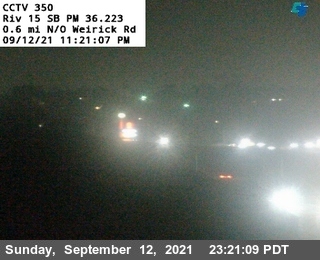 CCTV 350
Riv 15 SB PM 36.223
0.6 mi N/O Weirick Rd
09/12/21 11:21:07 PM
Sunday, September 12, 2021 23:21:09 PDT